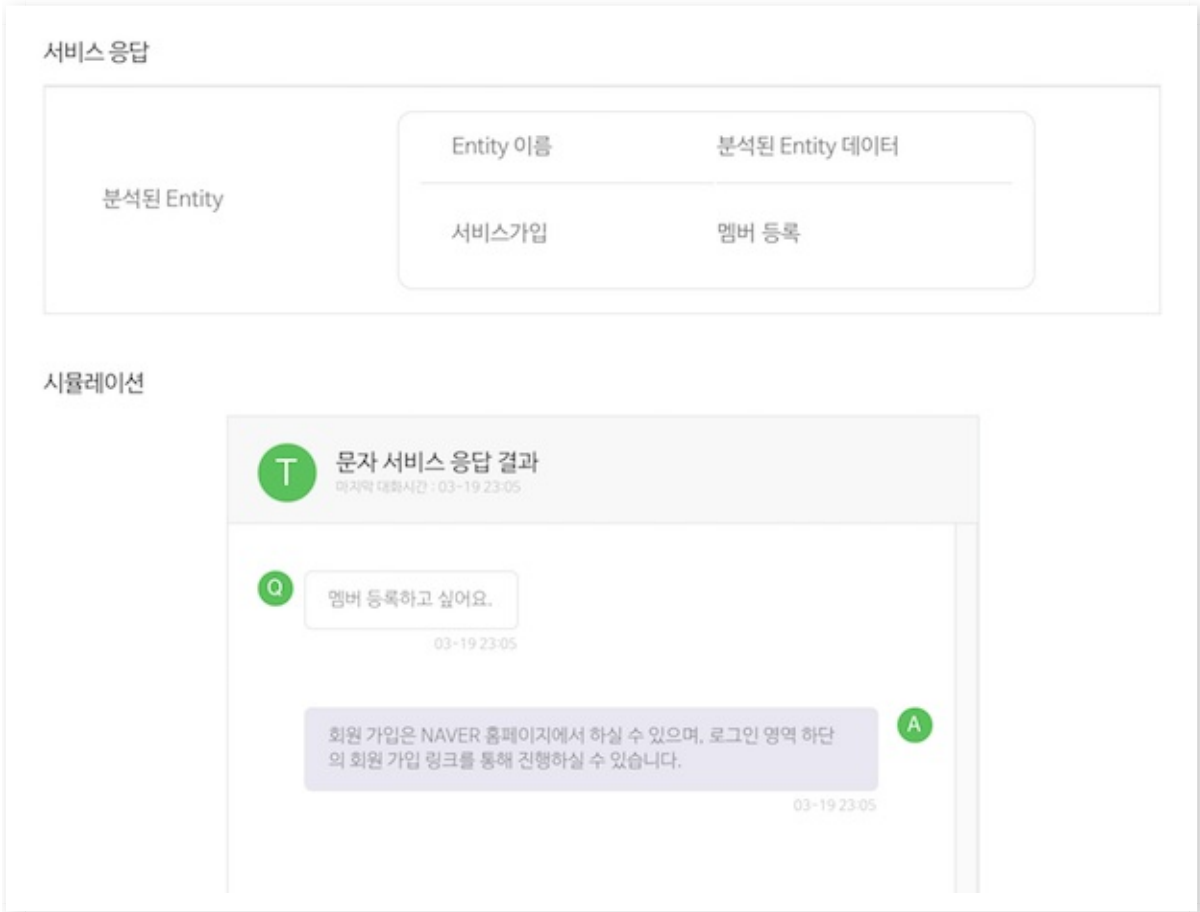 서비스 응답
Entity 이름
분석된 Entity 데이터
분석된 Entity
서비스가입
멤버 등록
시뮬레이션
T
문자 서비스 응답 결과
마지막 대화시간 : 03-19 23:05
Q
멤버 등록하고 싶어요.
03-19 23:05
A
회원 가입은 NAVER 홈페이지에서 하실 수 있으며, 로그인 영역 하단
의 회원 가입 링크를 통해 진행하실 수 있습니다.
03-19 23:05